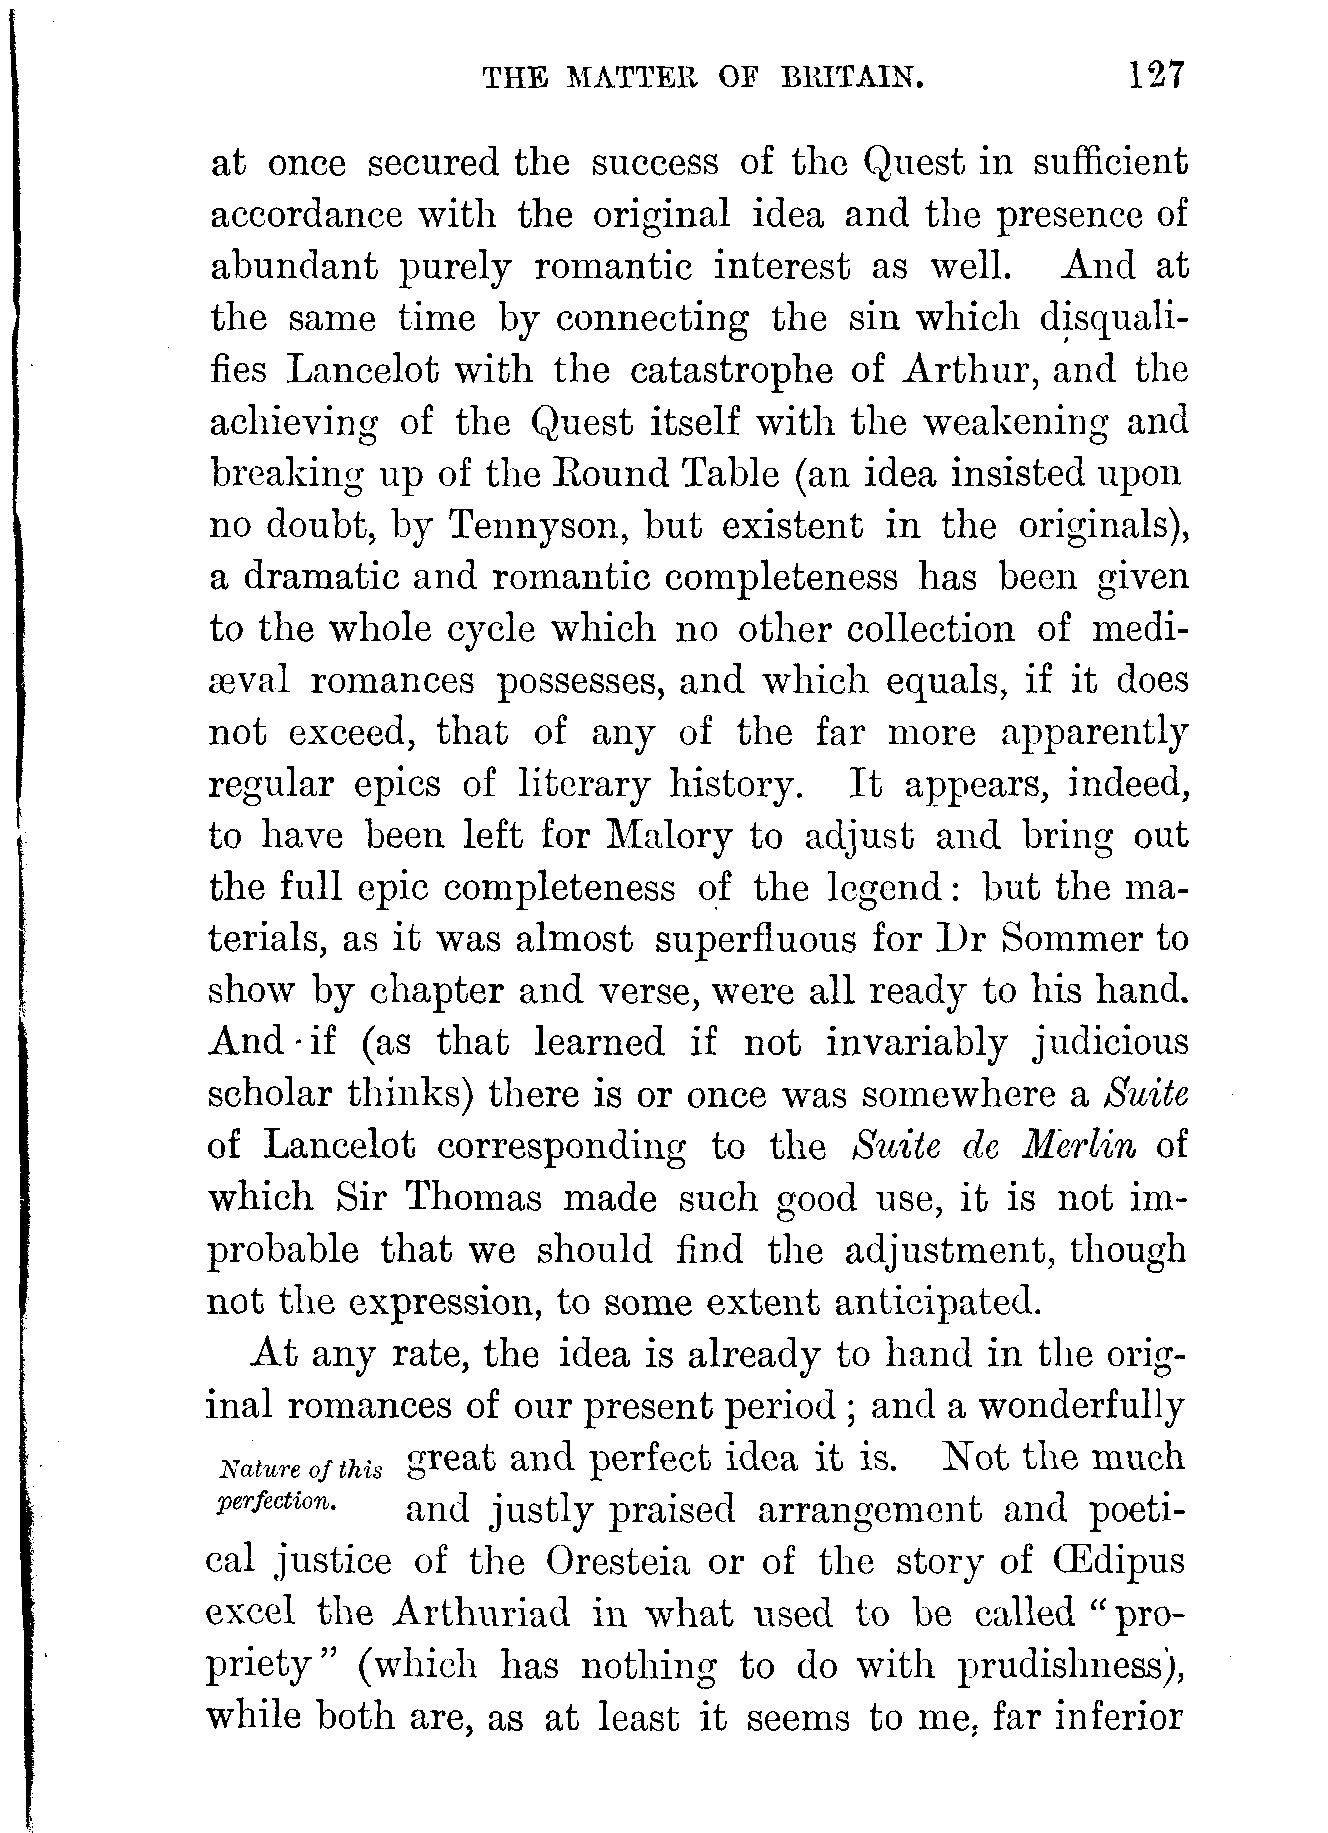 THE MATTER OF BRITAIN. 127
at once secured the success of the Quest in sufficient
accordance with the original idea and the presence of
abundant purely romantic interest as well. And at
the same time by connecting the sin which disquali-
fies Lancelot with the catastrophe of Arthur, and the
achieving of the Quest itself with the weakening and
breaking up of the Round Table (an idea insisted upon
no doubt, by Tennyson, but existent in the originals),
a dramatic and romantic completeness has been given
to the whole cycle which no other collection of medi-
æval romances possesses, and which equals, if it does
not exceed, that of any of the far more apparently
regular epics of literary history. It appears, indeed,
to have been left for Malory to adjust and bring out
the full epic completeness of the legend: but the ma-
terials, as it was almost superfluous for Dr Sommer to
show by chapter and verse, were all ready to his hand.
And if (as that learned if not invariably judicious
scholar thinks) there is or once was somewhere a Suite
of Lancelot corresponding to the Suite de Merlin of
which Sir Thomas made such good use, it is not im-
probable that we should find the adjustment, though
not the expression, to some extent anticipated.
At any rate, the idea is already to hand in the orig-
inal romances of our present period; and a wonderfully
Nature of this
perfection.
great and perfect idea it is. Not the much
and justly praised arrangement and poeti-
cal justice of the Oresteia or of the story of Œdipus
excel the Arthuriad in what used to be called "pro-
priety" (which has nothing to do with prudishness),
while both are, as at least it seems to me, far inferior